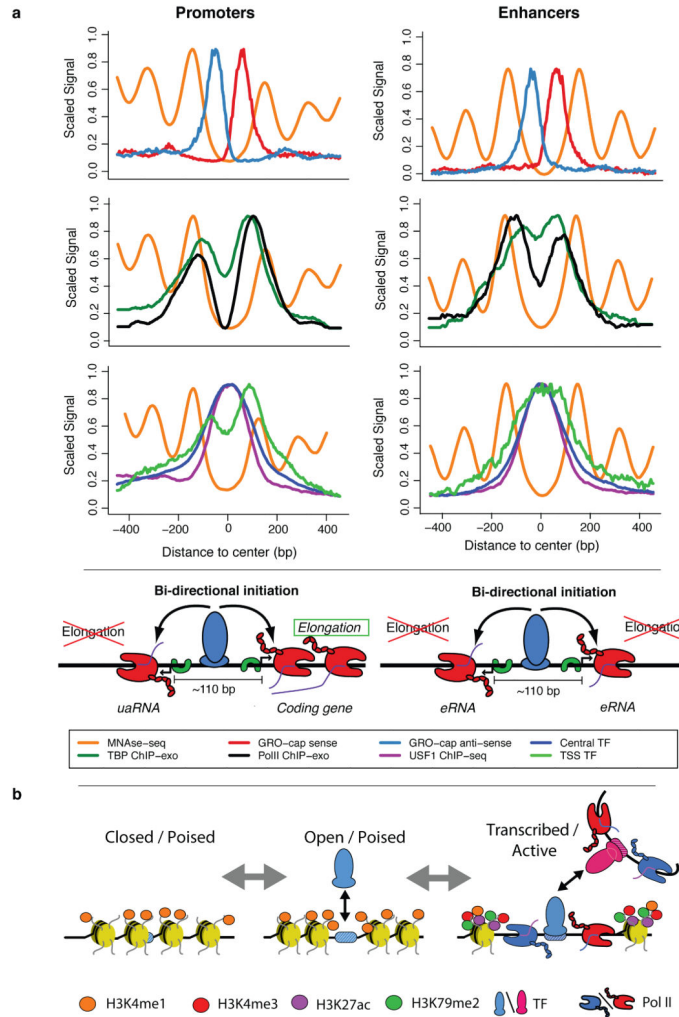 a
Promoters
Enhancers
Scaled Signal
0.0 0.2 0.4 0.6 0.8 1.0
Scaled Signal
0.0 0.2 0.4 0.6 0.8 1.0
Scaled Signal
0.0 0.2 0.4 0.6 0.8 1.0
Scaled Signal
0.0 0.2 0.4 0.6 0.8 1.0
Scaled Signal
0.0 0.2 0.4 0.6 0.8 1.0
Scaled Signal
0.0 0.2 0.4 0.6 0.8 1.0
−400 −200 0 200 400
Distance to center (bp)
−400 −200 0 200 400
Distance to center (bp)
Bi-directional initiation
Elongation
Elongation
~110 bp
uaRNA
Coding gene
Bi-directional initiation
Elongation
Elongation
~110 bp
eRNA
eRNA
MNAse−seq
GRO−cap sense
GRO−cap anti−sense
Central TF
TBP ChIP−exo
PolII ChIP−exo
USF1 ChIP−seq
TSS TF
b
Closed / Poised
Open / Poised
Transcribed /
Active
H3K4me1
H3K4me3
H3K27ac
H3K79me2
TF
Pol II